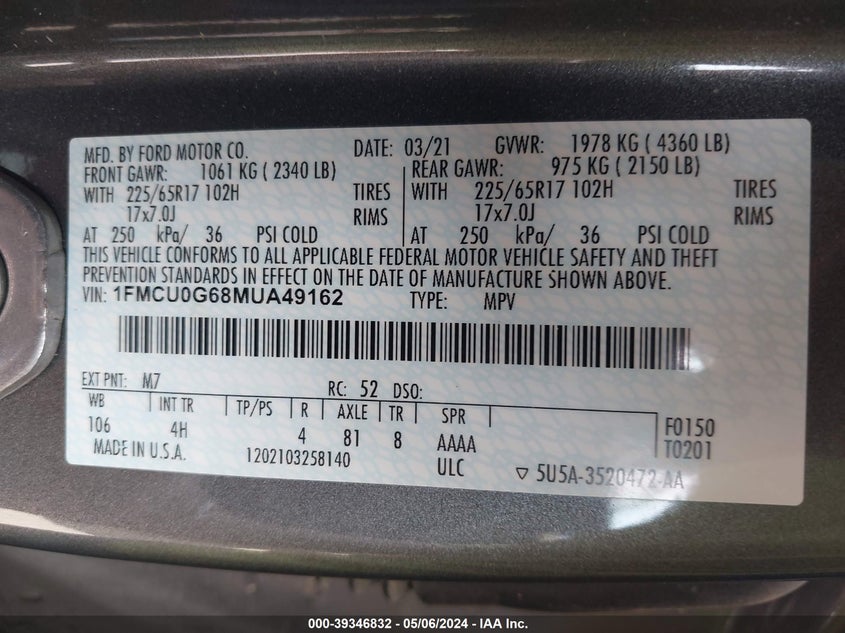 MFD. BY FORD MOTOR CO. DATE: 03/21 GVWR: 1978 KG ( 4360 LB)
FRONT GAWR: 1061 KG ( 2340 LB) REAR GAWR: 975 KG ( 2150 LB)
WITH 225/65R17 102H TIRES WITH 225/65R17 102H TIRES
17x7.0J RIMS 17x7.0J RIMS
AT 250 kPa/ 36 PSI COLD AT 250 kPa/ 36 PSI COLD
THIS VEHICLE CONFORMS TO ALL APPLICABLE FEDERAL MOTOR VEHICLE SAFETY AND THEFT
PREVENTION STANDARDS IN EFFECT ON THE DATE OF MANUFACTURE SHOWN ABOVE.
VIN: 1FMCU0G68MUA49162 TYPE: MPV
EXT PNT: M7 RC: 52 DSO:
WB INT TR TP/PS R AXLE TR SPR F0150
106 4H 4 81 8 AAAA T0201
MADE IN U.S.A. 1202103258140 ULC ▽ 5U5A-3520472-AA
000-39346832 - 05/06/2024 - IAA Inc.